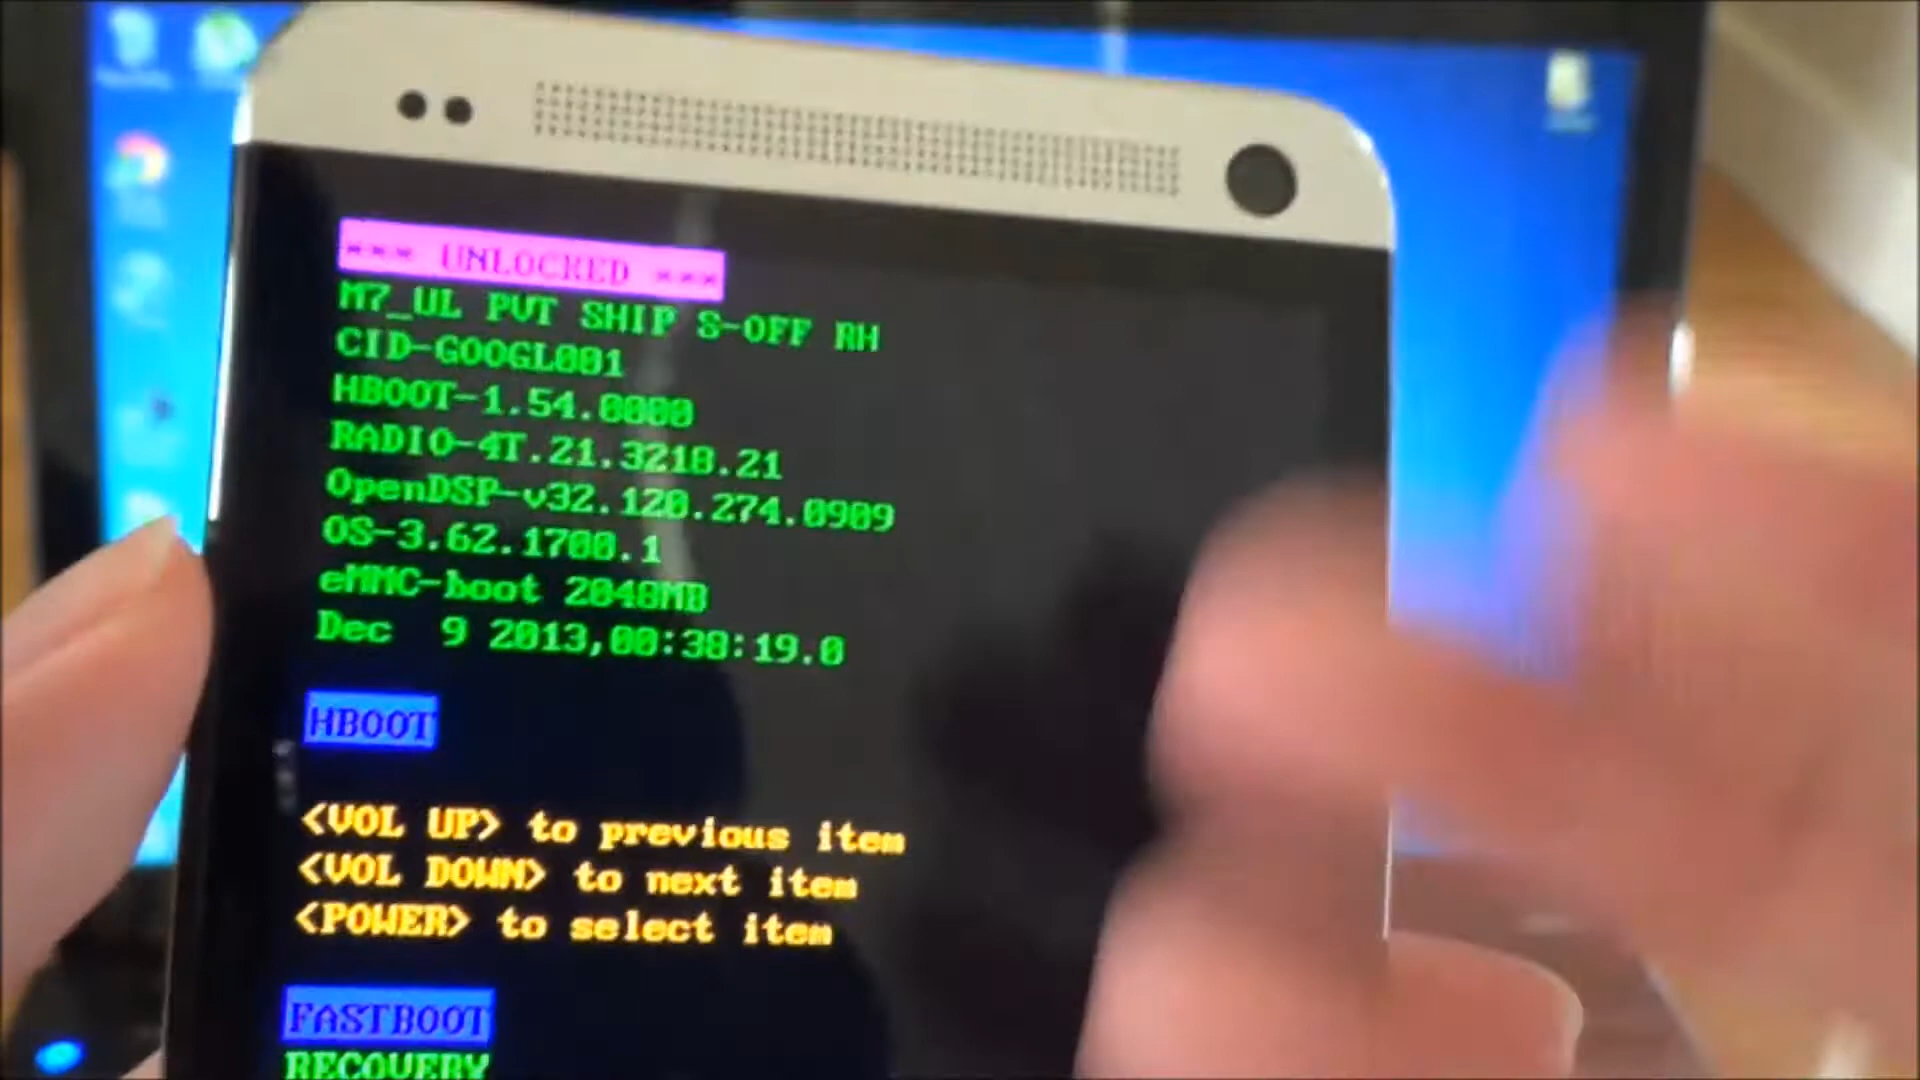 *** UNLOCKED ***
M7_UL PVT SHIP S-OFF RH
CID-GOOGL001
HBOOT-1.54.0000
RADIO-4T.21.3218.21
OpenDSP-v32.120.274.0909
OS-3.62.1700.1
eMMC-boot 2048MB
Dec  9 2013,00:38:19.0
HBOOT
<VOL UP> to previous item
<VOL DOWN> to next item
<POWER> to select item
FASTBOOT
RECOVERY